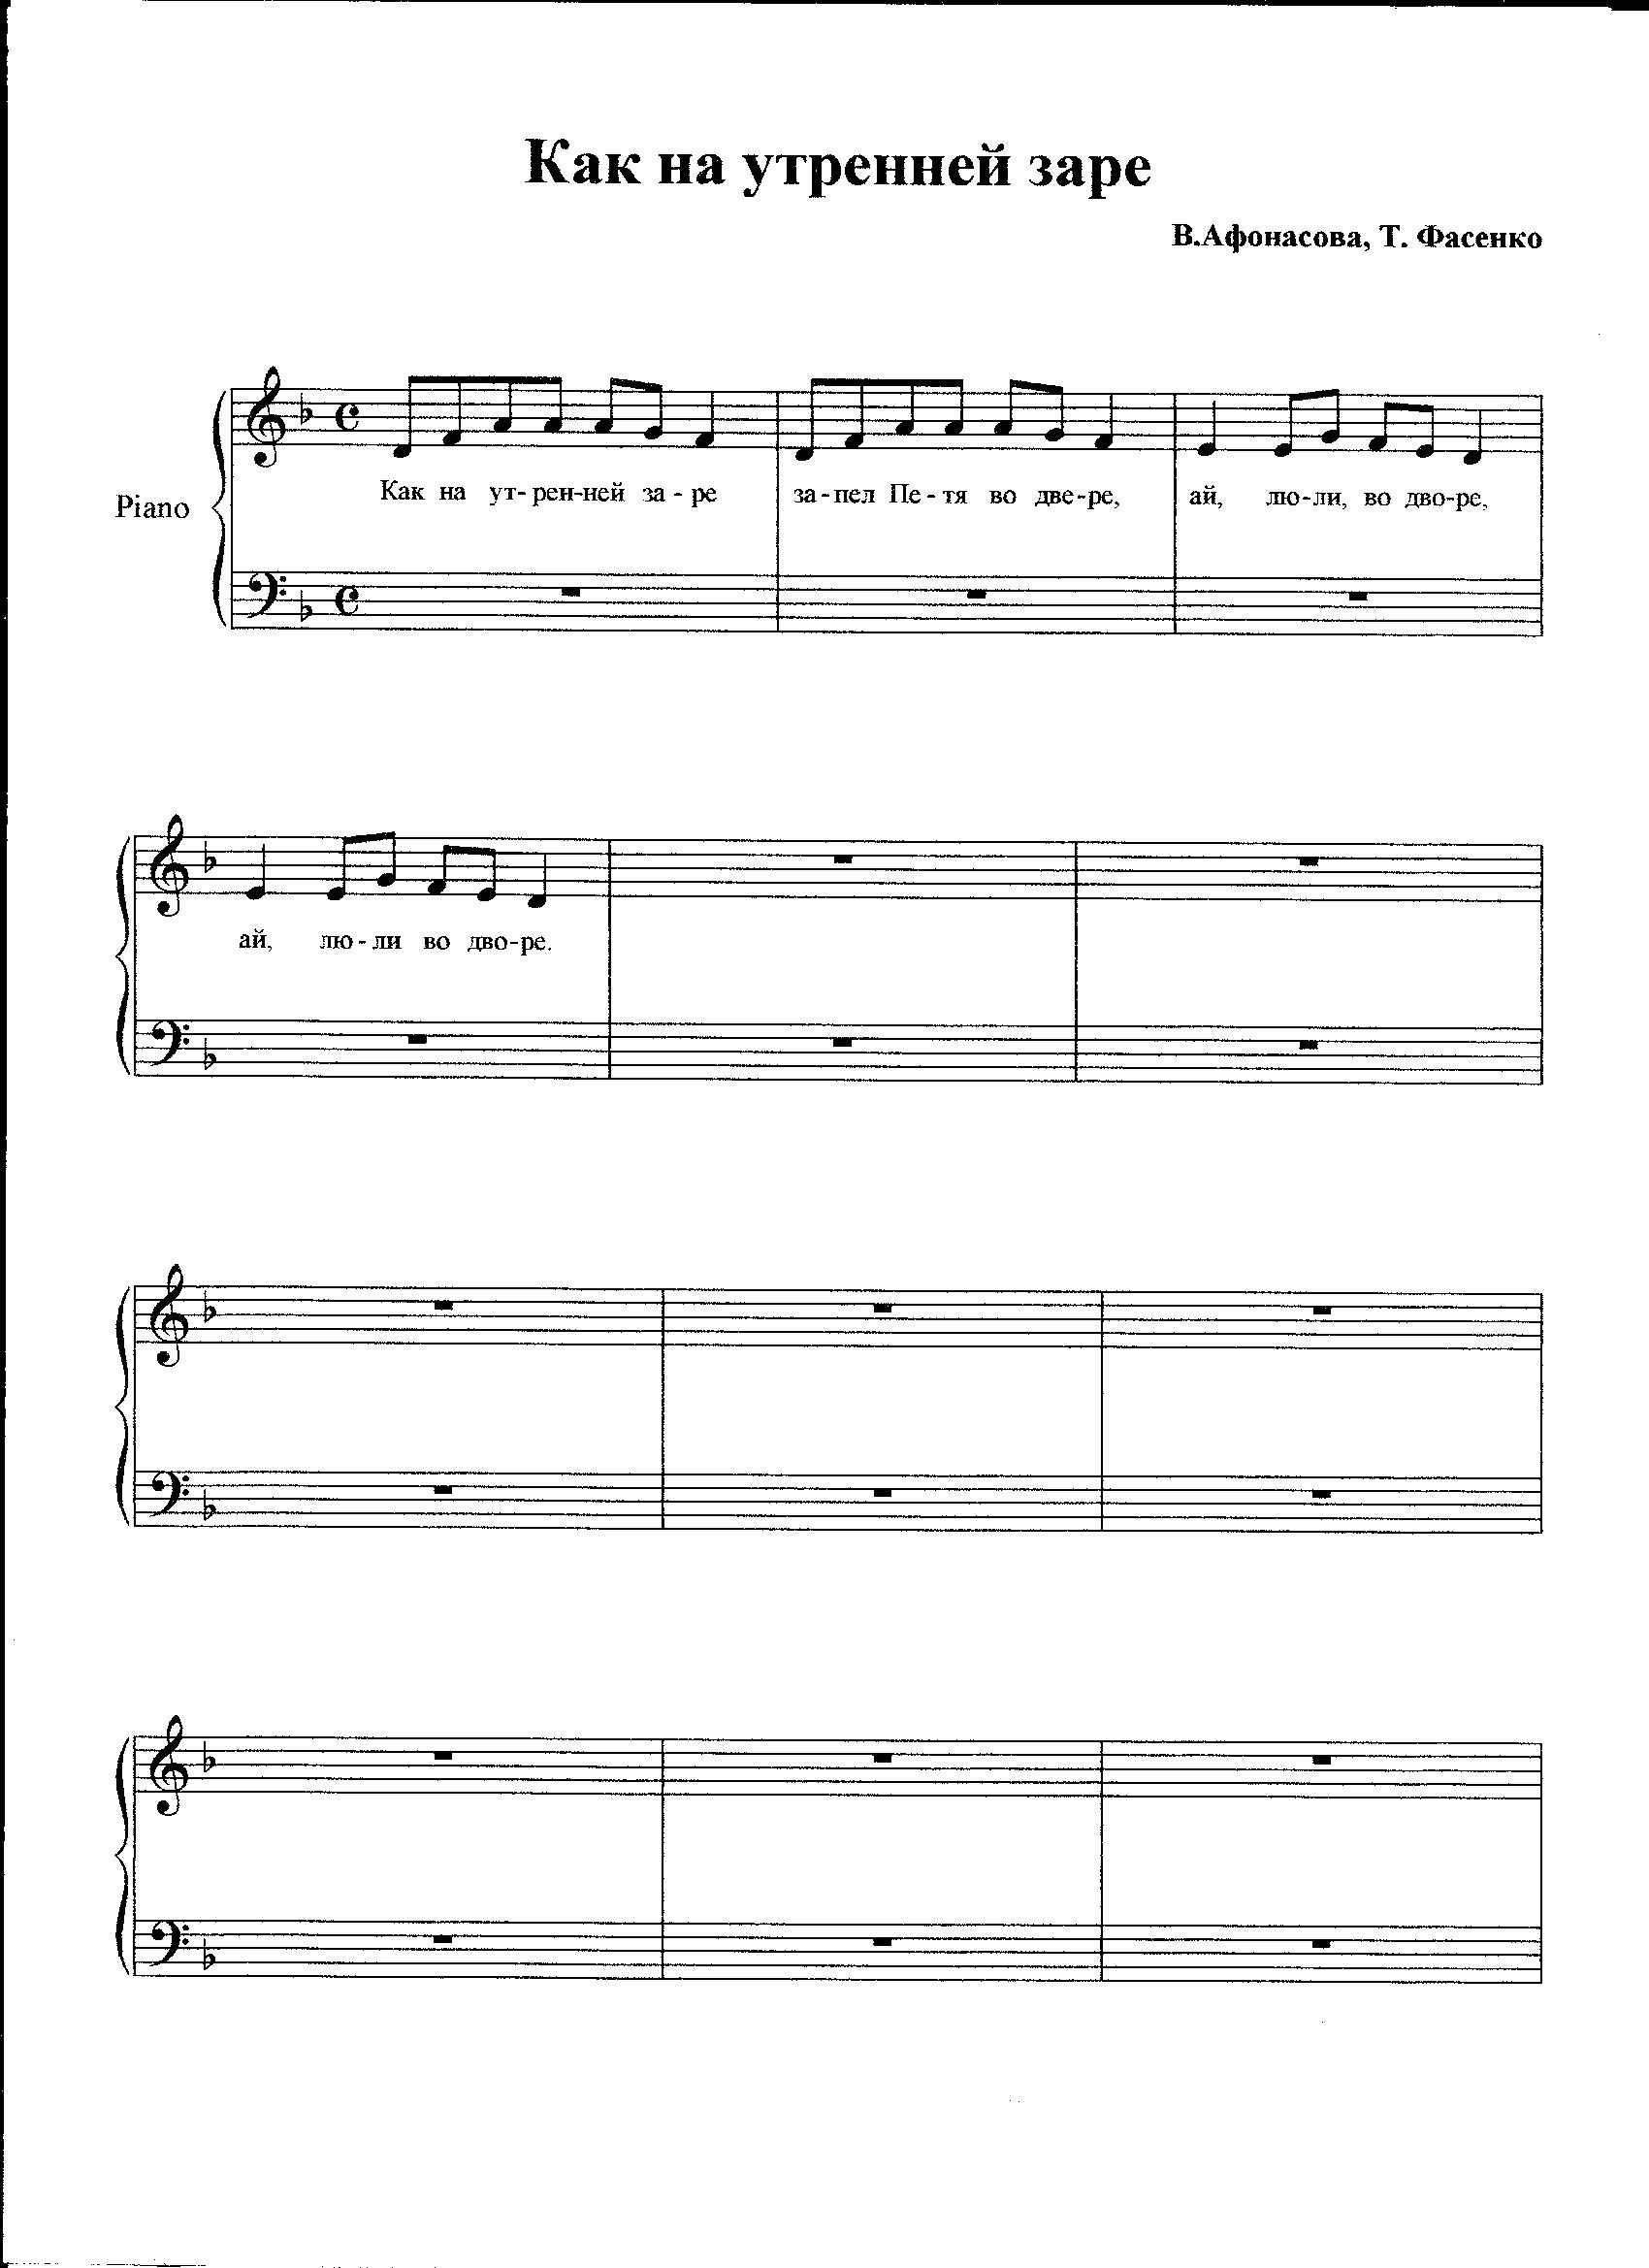 Как на утренней заре
В.Афонасова, Т. Фасенко
Piano
Как на ут-рен-ней за-ре за-пел Пе-тя во две-ре, ай, лю-ли, во дво-ре,
ай, лю-ли во дво-ре.